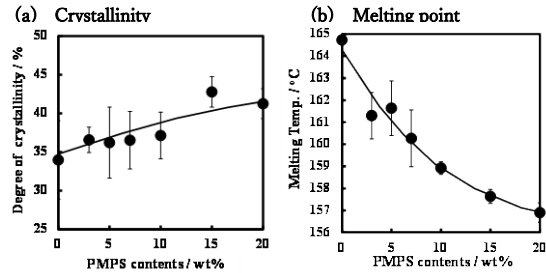 (a) Crystallinity
Degree of crystallinity / %
50
45
40
35
30
25
0 5 10 15 20
PMPS contents / wt%
(b) Melting point
Melting Temp. / °C
165
164
163
162
161
160
159
158
157
156
0 5 10 15 20
PMPS contents / wt%